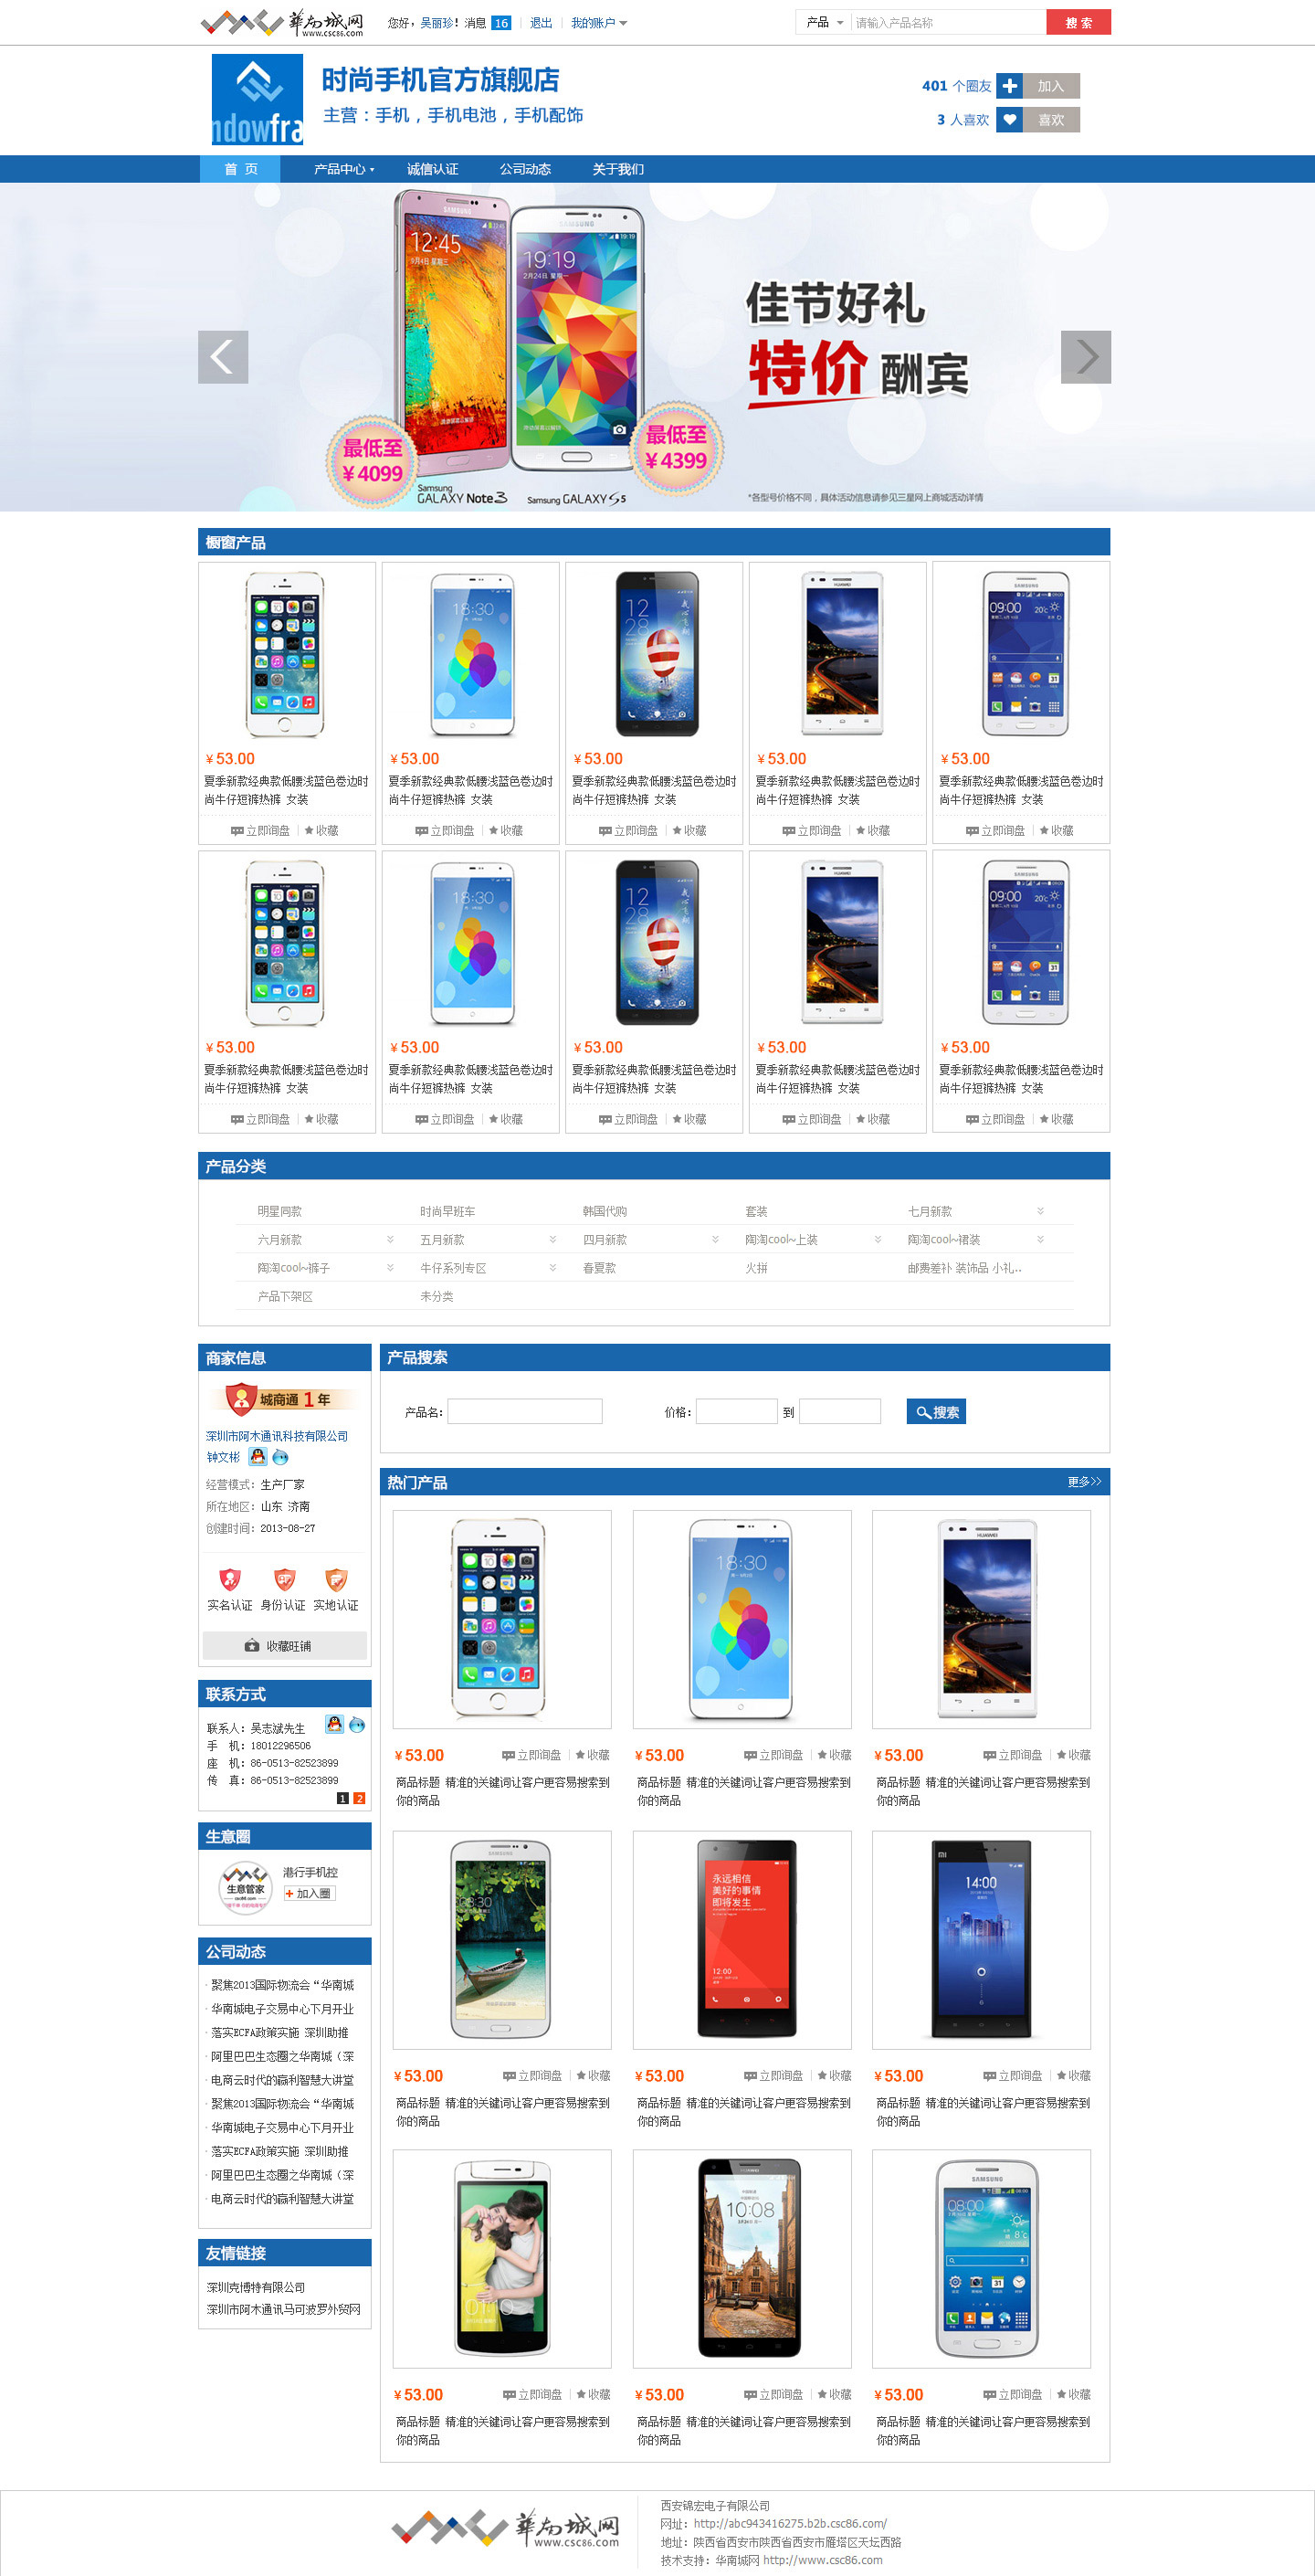 华南城网
www.csc86.com
您好，吴丽珍！消息 16 | 退出 | 我的账户
产品 请输入产品名称 搜 索
ndowfra
时尚手机官方旗舰店
主营：手机，手机电池，手机配饰
401 个圈友 加入
3 人喜欢 喜欢
首 页 产品中心 诚信认证 公司动态 关于我们
佳节好礼
特价 酬宾
最低至
¥4099
最低至
¥4399
Samsung GALAXY Note3
Samsung GALAXY S5
*各型号价格不同，具体活动信息请参见三星网上商城活动详情
橱窗产品
¥53.00 ¥53.00 ¥53.00 ¥53.00 ¥53.00
夏季新款经典款低腰浅蓝色卷边时 夏季新款经典款低腰浅蓝色卷边时 夏季新款经典款低腰浅蓝色卷边时 夏季新款经典款低腰浅蓝色卷边时 夏季新款经典款低腰浅蓝色卷边时
尚牛仔短裤热裤 女装 尚牛仔短裤热裤 女装 尚牛仔短裤热裤 女装 尚牛仔短裤热裤 女装 尚牛仔短裤热裤 女装
立即询盘 | 收藏 立即询盘 | 收藏 立即询盘 | 收藏 立即询盘 | 收藏 立即询盘 | 收藏
¥53.00 ¥53.00 ¥53.00 ¥53.00 ¥53.00
夏季新款经典款低腰浅蓝色卷边时 夏季新款经典款低腰浅蓝色卷边时 夏季新款经典款低腰浅蓝色卷边时 夏季新款经典款低腰浅蓝色卷边时 夏季新款经典款低腰浅蓝色卷边时
尚牛仔短裤热裤 女装 尚牛仔短裤热裤 女装 尚牛仔短裤热裤 女装 尚牛仔短裤热裤 女装 尚牛仔短裤热裤 女装
立即询盘 | 收藏 立即询盘 | 收藏 立即询盘 | 收藏 立即询盘 | 收藏 立即询盘 | 收藏
产品分类
明星同款 时尚早班车 韩国代购 套装 七月新款
六月新款 五月新款 四月新款 陶淘cool~上装 陶淘cool~裙装
陶淘cool~裤子 牛仔系列专区 春夏款 火拼 邮费差补 装饰品 小礼..
产品下架区 未分类
商家信息
城商通 1 年
深圳市阿木通讯科技有限公司
钟文彬
经营模式：生产厂家
所在地区：山东 济南
创建时间：2013-08-27
实名认证 身份认证 实地认证
收藏旺铺
联系方式
联系人：吴志斌先生
手 机：18012296506
座 机：86-0513-82523899
传 真：86-0513-82523899
1 2
生意圈
生意管家
csc86.com
港行手机控
+ 加入圈
公司动态
· 聚焦2013国际物流会“华南城
· 华南城电子交易中心下月开业
· 落实ECFA政策实施 深圳助推
· 阿里巴巴生态圈之华南城（深
· 电商云时代的赢利智慧大讲堂
· 聚焦2013国际物流会“华南城
· 华南城电子交易中心下月开业
· 落实ECFA政策实施 深圳助推
· 阿里巴巴生态圈之华南城（深
· 电商云时代的赢利智慧大讲堂
友情链接
深圳克博特有限公司
深圳市阿木通讯马可波罗外贸网
产品搜索
产品名： 价格： 到 搜索
热门产品 更多>>
¥53.00 立即询盘 | 收藏 ¥53.00 立即询盘 | 收藏 ¥53.00 立即询盘 | 收藏
商品标题 精准的关键词让客户更容易搜索到 商品标题 精准的关键词让客户更容易搜索到 商品标题 精准的关键词让客户更容易搜索到
你的商品 你的商品 你的商品
永远相信
美好的事情
即将发生
12:00
14:00
¥53.00 立即询盘 | 收藏 ¥53.00 立即询盘 | 收藏 ¥53.00 立即询盘 | 收藏
商品标题 精准的关键词让客户更容易搜索到 商品标题 精准的关键词让客户更容易搜索到 商品标题 精准的关键词让客户更容易搜索到
你的商品 你的商品 你的商品
10:08
SAMSUNG
08:00
¥53.00 立即询盘 | 收藏 ¥53.00 立即询盘 | 收藏 ¥53.00 立即询盘 | 收藏
商品标题 精准的关键词让客户更容易搜索到 商品标题 精准的关键词让客户更容易搜索到 商品标题 精准的关键词让客户更容易搜索到
你的商品 你的商品 你的商品
华南城网
www.csc86.com
西安锦宏电子有限公司
网址：http://abc943416275.b2b.csc86.com/
地址：陕西省西安市陕西省西安市雁塔区天坛西路
技术支持：华南城网 http://www.csc86.com